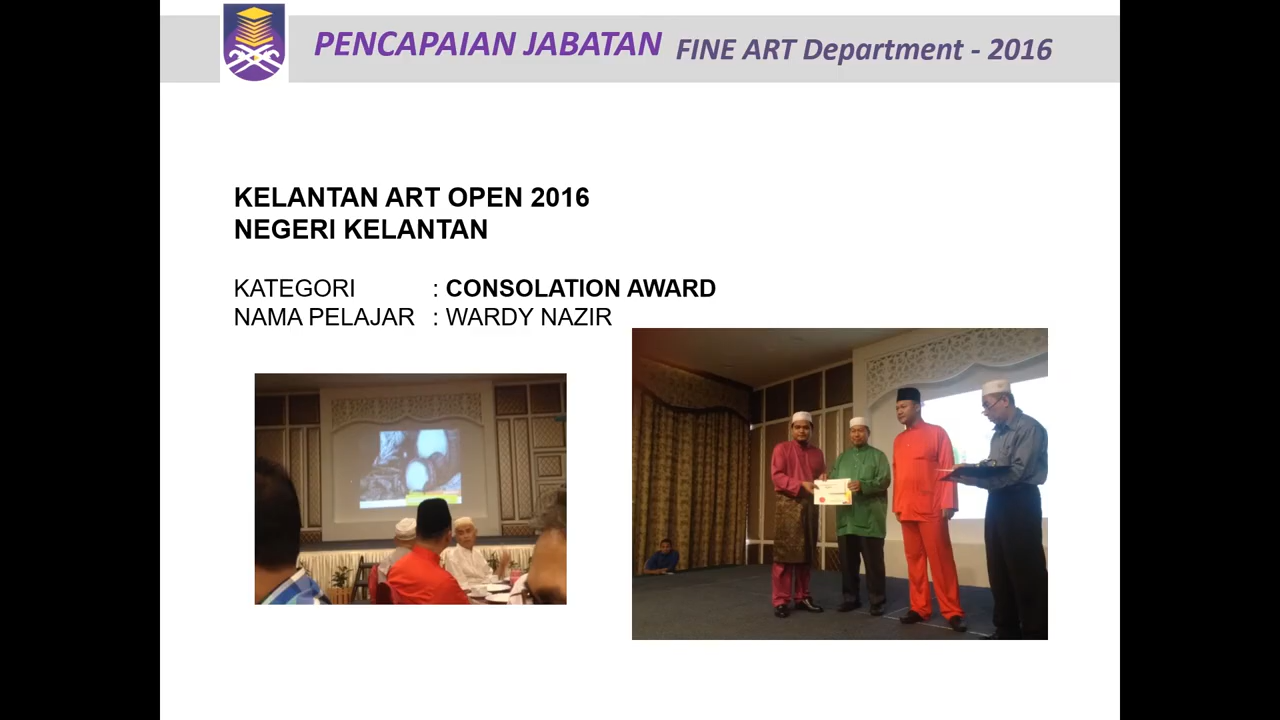 PENCAPAIAN JABATAN FINE ART Department - 2016
KELANTAN ART OPEN 2016
NEGERI KELANTAN
KATEGORI : CONSOLATION AWARD
NAMA PELAJAR : WARDY NAZIR